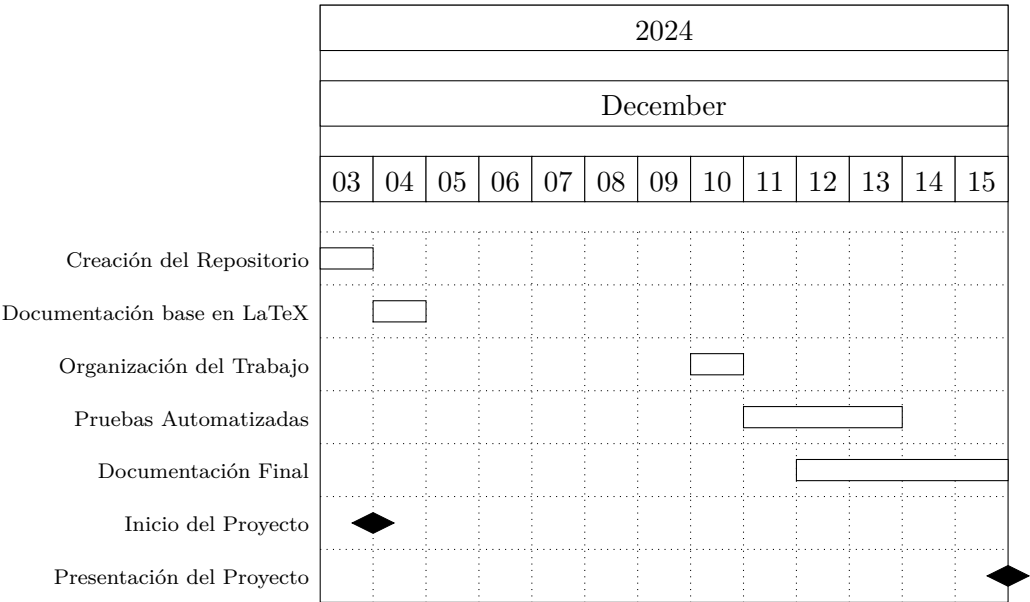 2024
December
03 04 05 06 07 08 09 10 11 12 13 14 15
Creación del Repositorio
Documentación base en LaTeX
Organización del Trabajo
Pruebas Automatizadas
Documentación Final
Inicio del Proyecto
Presentación del Proyecto